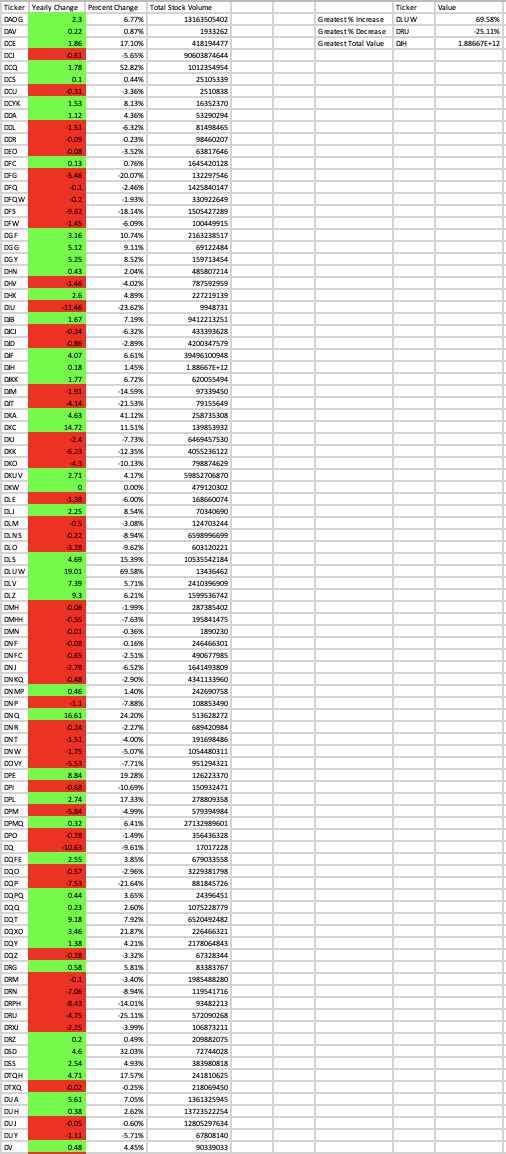 Ticker Yearly Change Percent Change Total Stock Volume Ticker Value
DAOG 2.3 6.77% 13163505402 Greatest % Increase DLUW 69.58%
DAV 0.22 0.87% 1933262 Greatest % Decrease DRU -25.11%
DCE 1.86 17.10% 418194477 Greatest Total Value DJH 1.88667E+12
DCJ -0.61 -5.65% 90603874644
DCQ 1.78 52.82% 1012354954
DCS 0.1 0.44% 25105339
DCU -0.31 -3.36% 2510838
DCYK 1.53 8.13% 16352370
DDA 1.12 4.36% 53290294
DDL -1.51 -6.32% 81498465
DDR -0.09 -0.23% 98460207
DEO -0.08 -3.52% 63817646
DFC 0.13 0.76% 1645420128
DFG -5.46 -20.07% 132297546
DFQ -0.1 -2.46% 1425840147
DFQW -0.2 -1.93% 330922649
DFS -9.62 -18.14% 1505427289
DFW -1.45 -6.09% 100449915
DGF 3.16 10.74% 2163238517
DGG 5.12 9.11% 69122484
DGY 5.25 8.52% 159713454
DHN 0.43 2.04% 485807214
DHV -1.46 -4.02% 787592959
DHX 2.6 4.89% 227219139
DIU -11.46 -23.62% 9948731
DJB 1.67 7.19% 9412213251
DJCJ -0.34 -6.32% 433393628
DJD -0.86 -2.89% 4200347579
DJF 4.07 6.61% 39496100948
DJH 0.18 1.45% 1.88667E+12
DJKK 1.77 6.72% 620055494
DJM -1.91 -14.59% 97339450
DJT -4.14 -21.53% 79155649
DKA 4.63 41.12% 258735308
DKC 14.72 11.51% 139853932
DKJ -2.4 -7.73% 6469457530
DKK -6.23 -12.35% 4055236122
DKO -4.3 -10.13% 798874629
DKUV 2.71 4.17% 59852706870
DKW 0 0.00% 479120302
DLE -1.38 -6.00% 168660074
DLJ 2.25 8.54% 70340690
DLM -0.5 -3.08% 124703244
DLNS -0.22 -8.94% 6598996699
DLO -3.28 -9.62% 603120221
DLS 4.69 15.39% 10535542184
DLUW 19.01 69.58% 13436462
DLV 7.39 5.71% 2410396909
DLZ 9.3 6.21% 1599536742
DMH -0.06 -1.99% 287385402
DMHH -0.55 -7.63% 195841475
DMN -0.01 -0.36% 1890230
DNF -0.08 -0.16% 246466301
DNFC -0.65 -2.51% 490677985
DNJ -2.78 -6.52% 1641493809
DNKQ -0.48 -2.90% 4341133960
DNMP 0.46 1.40% 242690758
DNP -1.1 -7.88% 108853490
DNQ 16.61 24.20% 513628272
DNR -0.24 -2.27% 689420984
DNT -1.51 -4.00% 191698486
DNW -1.75 -5.07% 1054480311
DOVY -5.53 -7.71% 951294321
DPE 8.84 19.28% 126223370
DPI -0.68 -10.69% 150932471
DPL 2.74 17.33% 278809358
DPM -5.84 -4.99% 579394984
DPMQ 0.32 6.41% 27132989601
DPO -0.28 -1.49% 356436328
DQ -10.63 -9.61% 17017228
DQFE 2.55 3.85% 679033558
DQO -0.57 -2.96% 3229381798
DQP -7.53 -21.64% 881845726
DQPQ 0.44 3.65% 24396451
DQQ 0.23 2.60% 1075228779
DQT 9.18 7.92% 6520492482
DQXO 3.46 21.87% 226466321
DQY 1.38 4.21% 2178064843
DQZ -0.28 -3.32% 67328344
DRG 0.58 5.81% 83383767
DRM -0.1 -3.40% 1985488280
DRN -7.06 -8.94% 119541716
DRPH -8.43 -14.01% 93482213
DRU -4.75 -25.11% 572090268
DRXJ -2.25 -3.99% 106873211
DRZ 0.2 0.49% 209882075
DSD 4.6 32.03% 72744028
DSS 2.54 4.93% 383980818
DTQH 4.71 17.57% 241810625
DTXQ -0.02 -0.25% 218069450
DUA 5.61 7.05% 1361325945
DUH 0.38 2.62% 13723522254
DUJ -0.05 -0.60% 12805297634
DUY -1.11 -5.71% 67808140
DV 0.48 4.45% 90339033